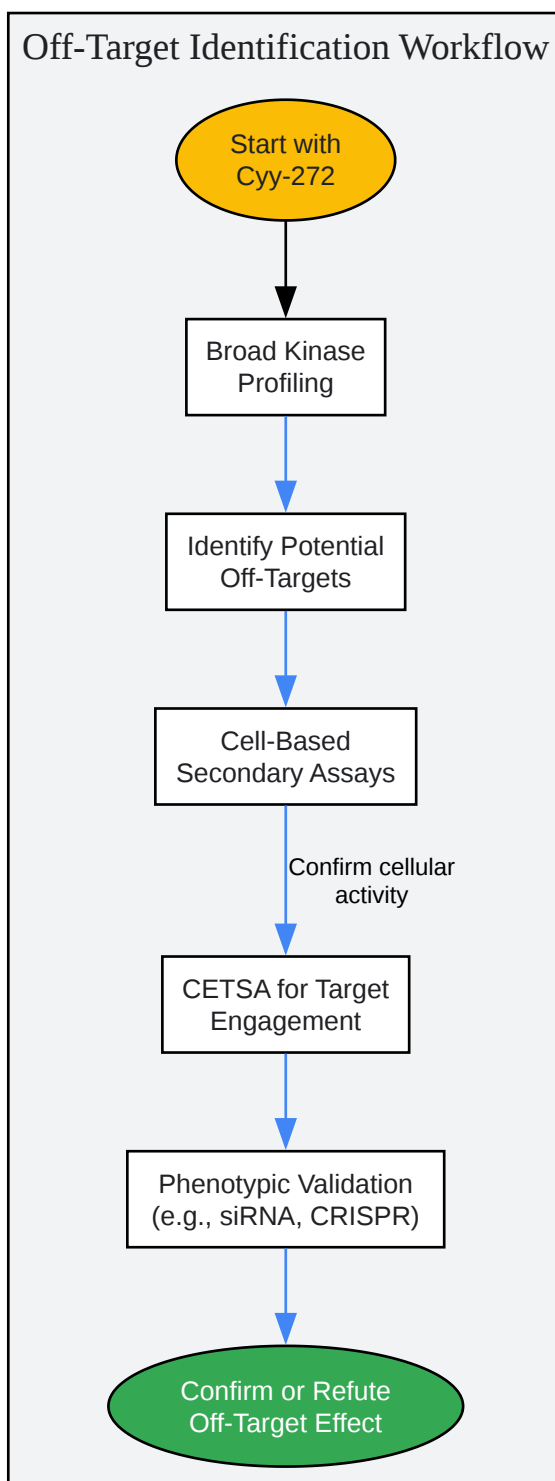 Off-Target Identification Workflow
Start with
Cyy-272
Broad Kinase
Profiling
Identify Potential
Off-Targets
Cell-Based
Secondary Assays
Confirm cellular
activity
CETSA for Target
Engagement
Phenotypic Validation
(e.g., siRNA, CRISPR)
Confirm or Refute
Off-Target Effect